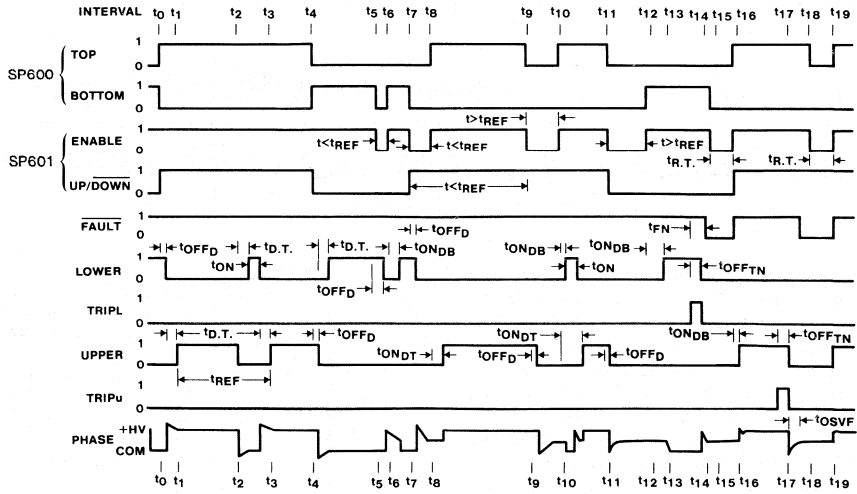 INTERVAL t0 t1 t2 t3 t4 t5 t6 t7 t8 t9 t10 t11 t12 t13 t14 t15 t16 t17 t18 t19
SP600
TOP 1 0
BOTTOM 1 0
t>tREF
SP601
ENABLE 1 0 t<tREF t<tREF t>tREF
tR.T. tR.T.
UP/DOWN 1 0 t<tREF
FAULT 1 0 tOFFD tFN
tOFFD tD.T. tD.T. tONDB tONDB tONDB
LOWER 1 0 tON tON tOFFTN
tOFFD
TRIPL 1 0
tD.T. tOFFD tONDT tONDB tOFFTN
UPPER 1 0 tONDT tOFFD tOFFD
tREF
TRIPu 1 0
tOSVF
PHASE +HV COM
t0 t1 t2 t3 t4 t5 t6 t7 t8 t9 t10 t11 t12 t13 t14 t15 t16 t17 t18 t19